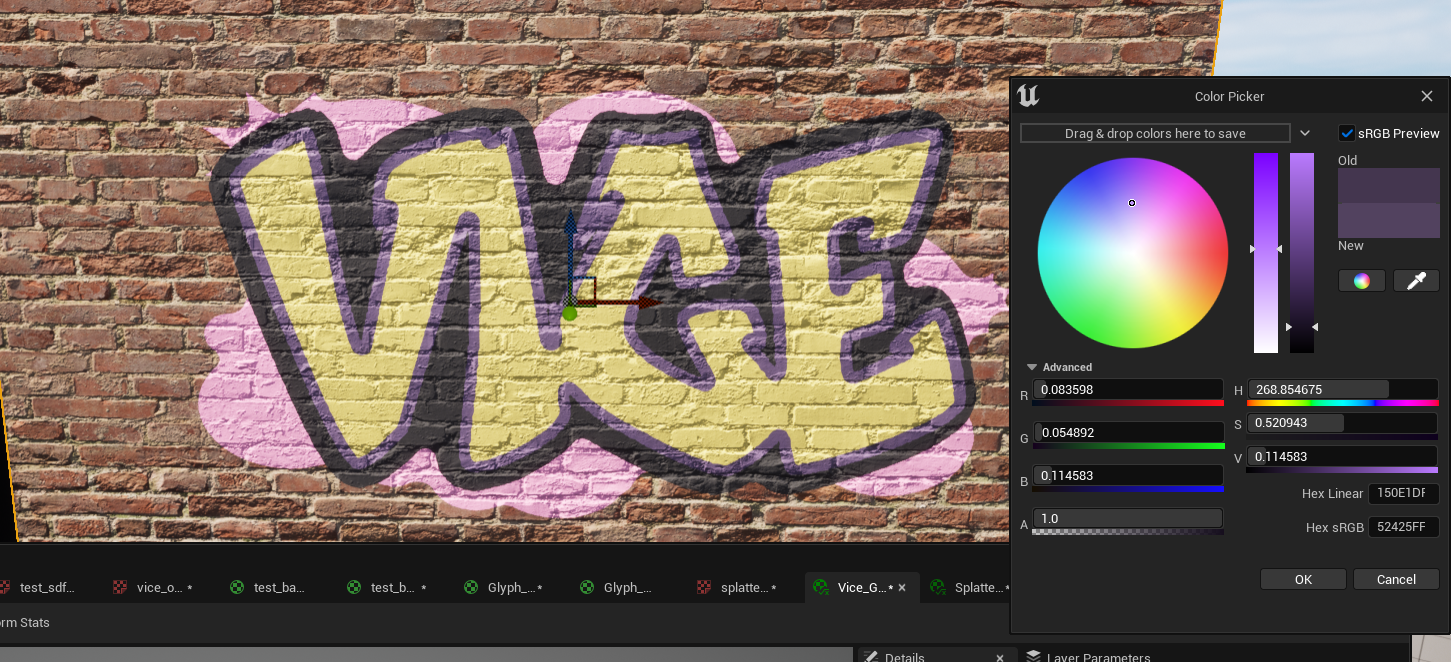 VICE
Color Picker
Drag & drop colors here to save
sRGB Preview
Old
New
Advanced
R 0.083598
H 268.854675
G 0.054892
S 0.520943
B 0.114583
V 0.114583
A 1.0
Hex Linear 150E1DF
Hex sRGB 52425FF
OK Cancel
test_sdf... vice_o... * test_ba... test_b... * Glyph_...* Glyph_... splatte...* Vice_G...* × Splatte...*
rm Stats
Details × Layer Parameters